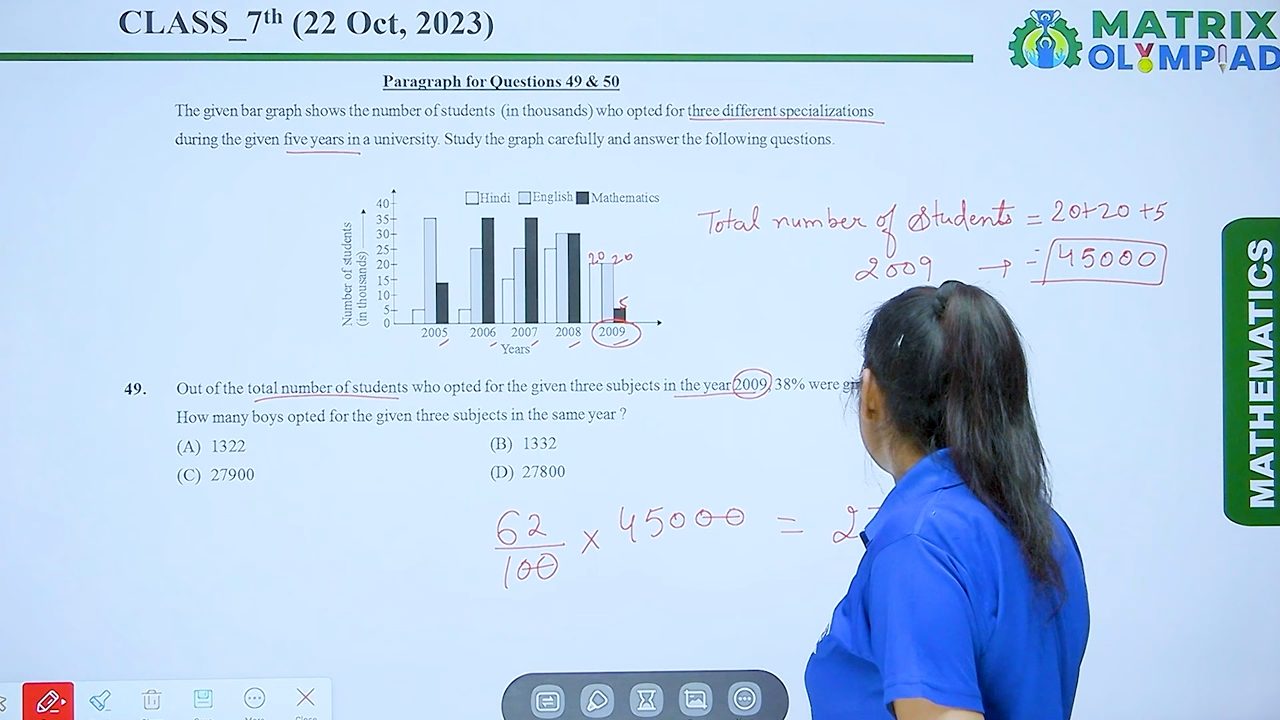 CLASS_7th (22 Oct, 2023)
MATRIX
OLYMPIAD
Paragraph for Questions 49 & 50
The given bar graph shows the number of students (in thousands) who opted for three different specializations
during the given five years in a university. Study the graph carefully and answer the following questions.
Hindi English Mathematics
Number of students
(in thousands)
40
35
30
25
20
15
10
5
0
20 20
5
2005 2006 2007 2008 2009
Years
Total number of students = 20+20+5
2009 → = 45000
MATHEMATICS
49. Out of the total number of students who opted for the given three subjects in the year 2009, 38% were
How many boys opted for the given three subjects in the same year ?
(A) 1322 (B) 1332
(C) 27900 (D) 27800
62/100 × 45000 = 2